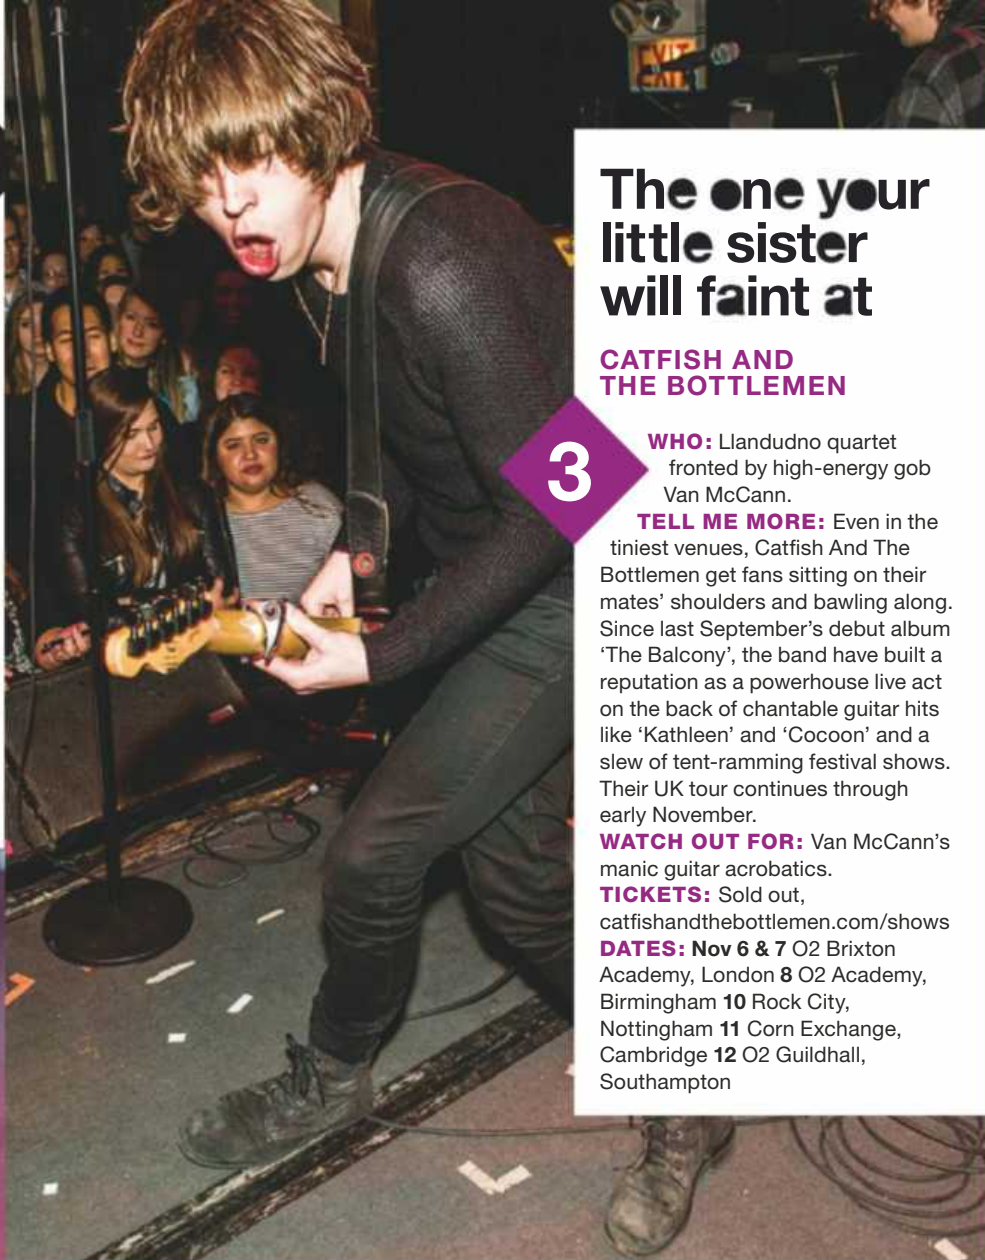 EXIT
The one your
little sister
will faint at
CATFISH AND
THE BOTTLEMEN
3
WHO: Llandudno quartet
fronted by high-energy gob
Van McCann.
TELL ME MORE: Even in the
tiniest venues, Catfish And The
Bottlemen get fans sitting on their
mates’ shoulders and bawling along.
Since last September’s debut album
‘The Balcony’, the band have built a
reputation as a powerhouse live act
on the back of chantable guitar hits
like ‘Kathleen’ and ‘Cocoon’ and a
slew of tent-ramming festival shows.
Their UK tour continues through
early November.
WATCH OUT FOR: Van McCann’s
manic guitar acrobatics.
TICKETS: Sold out,
catfishandthebottlemen.com/shows
DATES: Nov 6 & 7 O2 Brixton
Academy, London 8 O2 Academy,
Birmingham 10 Rock City,
Nottingham 11 Corn Exchange,
Cambridge 12 O2 Guildhall,
Southampton